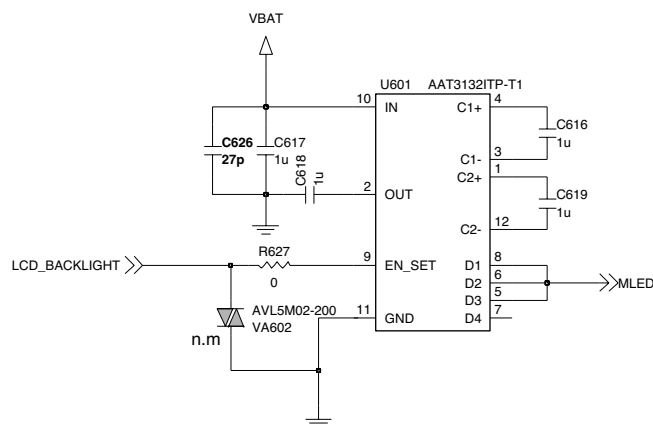 VBAT
U601 AAT3132ITP-T1
10 IN C1+ 4
C626
27p
C617
1u
C616
1u
C618
1u
C1- 3
C2+ 1
2 OUT
C619
1u
C2- 12
R627
LCD_BACKLIGHT
0
9 EN_SET D1 8
D2 6
MLED
D3 5
AVL5M02-200
VA602
11 GND D4 7
n.m